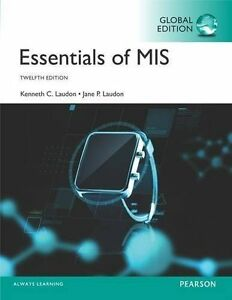 GLOBAL
EDITION
Essentials of MIS
TWELFTH EDITION
Kenneth C. Laudon • Jane P. Laudon
ALWAYS LEARNING
PEARSON